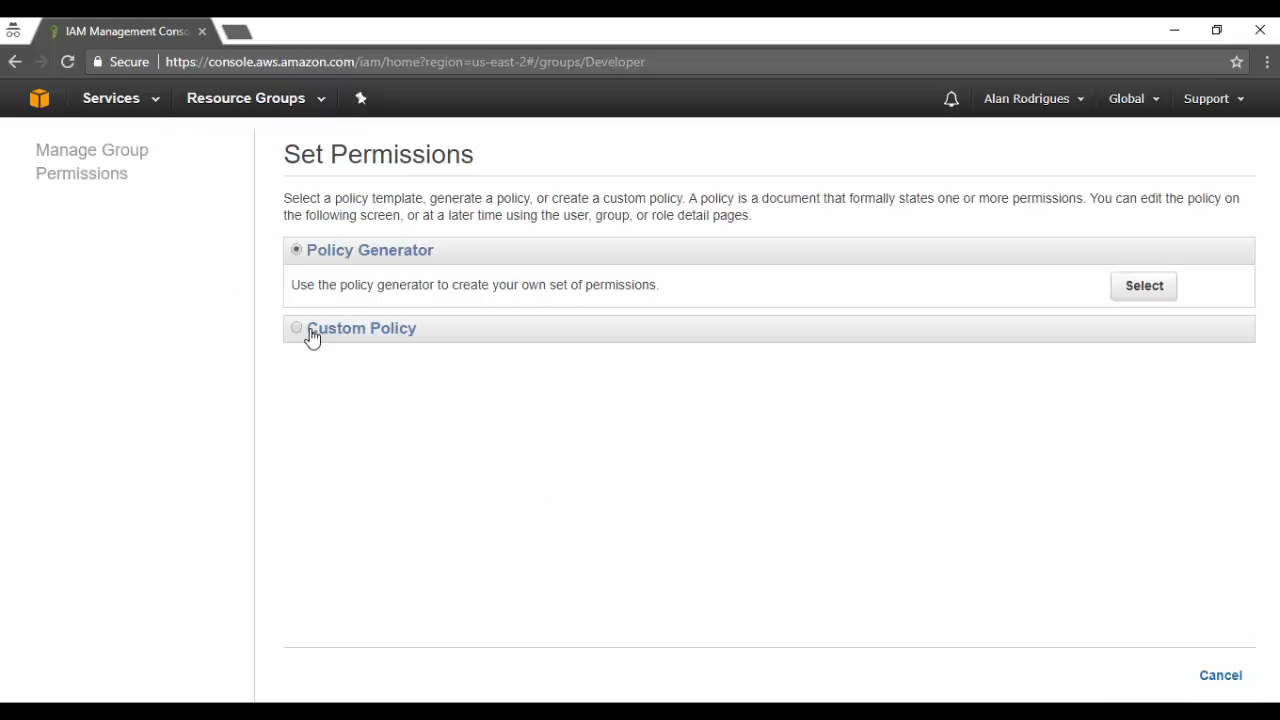 IAM Management Conso
Secure
https://console.aws.amazon.com/iam/home?region=us-east-2#/groups/Developer
Services
Resource Groups
Alan Rodrigues
Global
Support
Manage Group
Permissions
Set Permissions
Select a policy template, generate a policy, or create a custom policy. A policy is a document that formally states one or more permissions. You can edit the policy on
the following screen, or at a later time using the user, group, or role detail pages.
Policy Generator
Use the policy generator to create your own set of permissions.
Select
Custom Policy
Cancel